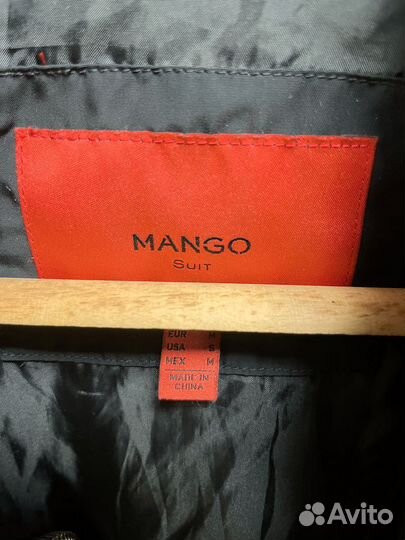 MANGO
SUIT
EUR M
USA S
MEX M
MADE IN
CHINA
Avito